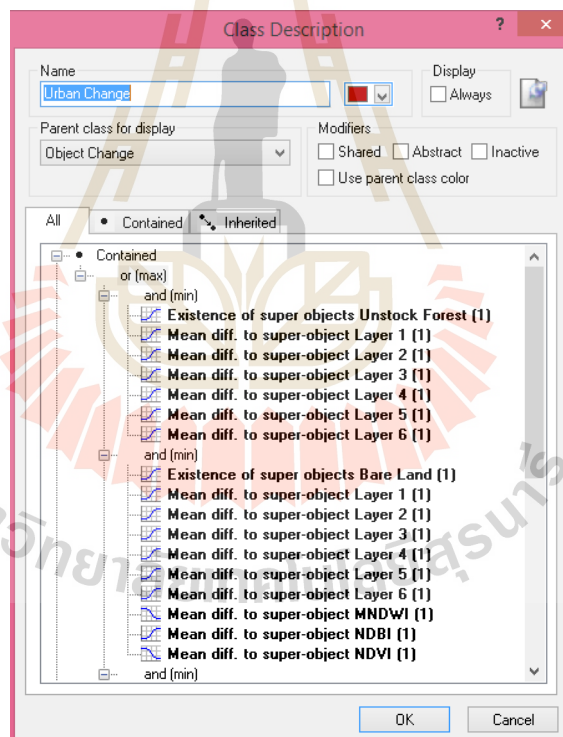 Class Description
?
Name
Urban Change
Display
Always
Parent class for display
Object Change
Modifiers
Shared Abstract Inactive
Use parent class color
All Contained Inherited
Contained
or (max)
and (min)
Existence of super objects Unstock Forest (1)
Mean diff. to super-object Layer 1 (1)
Mean diff. to super-object Layer 2 (1)
Mean diff. to super-object Layer 3 (1)
Mean diff. to super-object Layer 4 (1)
Mean diff. to super-object Layer 5 (1)
Mean diff. to super-object Layer 6 (1)
and (min)
Existence of super objects Bare Land (1)
Mean diff. to super-object Layer 1 (1)
Mean diff. to super-object Layer 2 (1)
Mean diff. to super-object Layer 3 (1)
Mean diff. to super-object Layer 4 (1)
Mean diff. to super-object Layer 5 (1)
Mean diff. to super-object Layer 6 (1)
Mean diff. to super-object MNDWI (1)
Mean diff. to super-object NDBI (1)
Mean diff. to super-object NDVI (1)
and (min)
OK Cancel